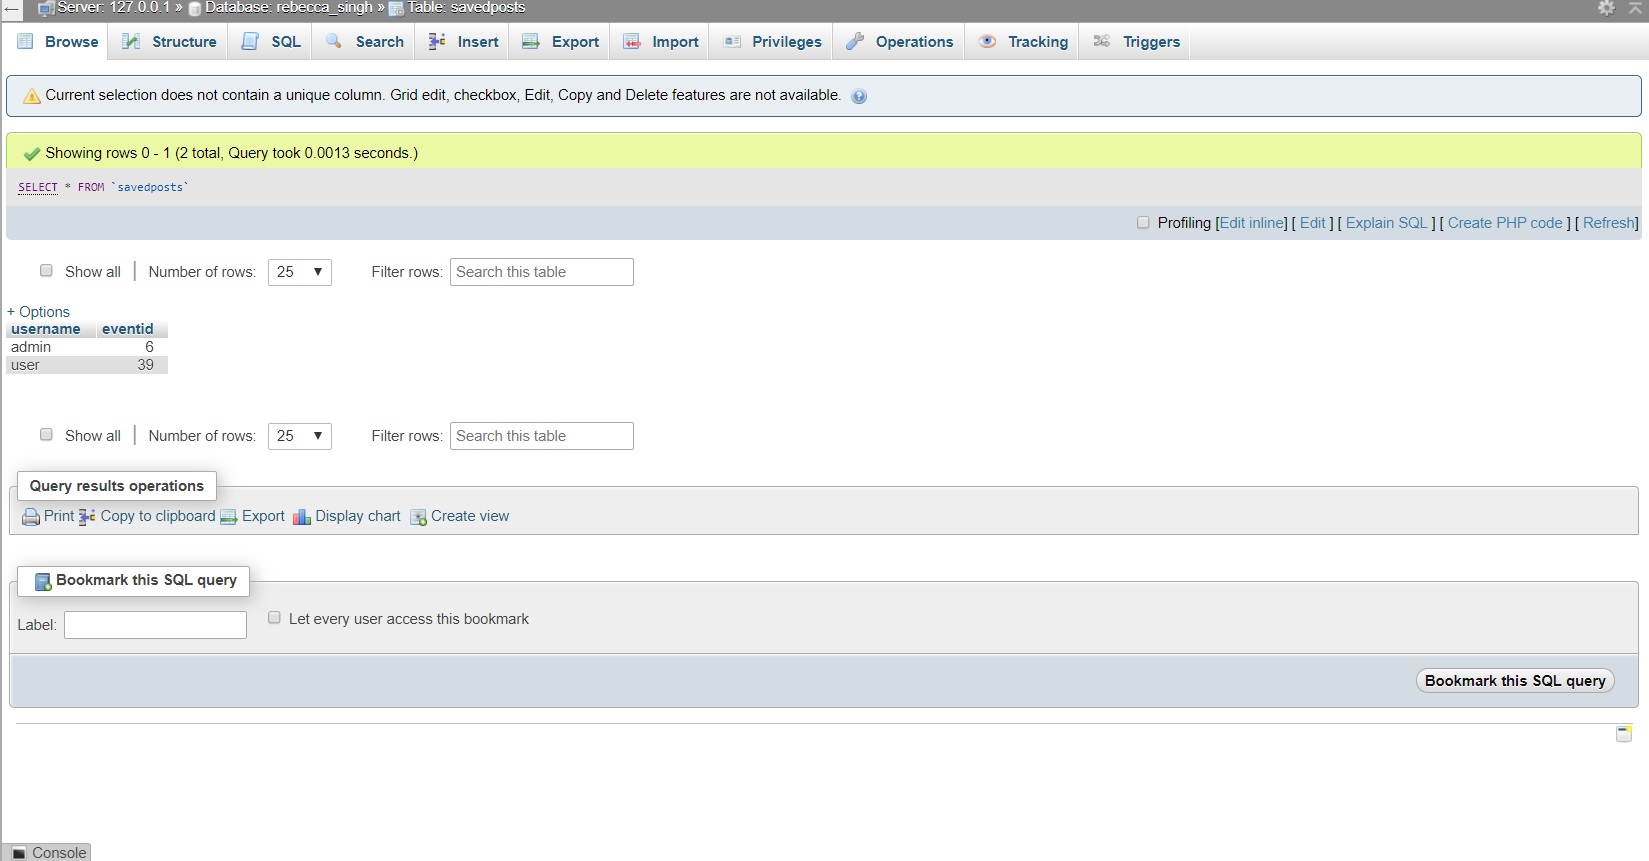 Server: 127.0.0.1 » Database: rebecca_singh » Table: savedposts
Browse Structure SQL Search Insert Export Import Privileges Operations Tracking Triggers
Current selection does not contain a unique column. Grid edit, checkbox, Edit, Copy and Delete features are not available.
Showing rows 0 - 1 (2 total, Query took 0.0013 seconds.)
SELECT * FROM `savedposts`
Profiling [Edit inline] [ Edit ] [ Explain SQL ] [ Create PHP code ] [ Refresh]
Show all | Number of rows: 25 Filter rows: Search this table
+ Options
username eventid
admin 6
user 39
Show all | Number of rows: 25 Filter rows: Search this table
Query results operations
Print Copy to clipboard Export Display chart Create view
Bookmark this SQL query
Label: Let every user access this bookmark
Bookmark this SQL query
Console